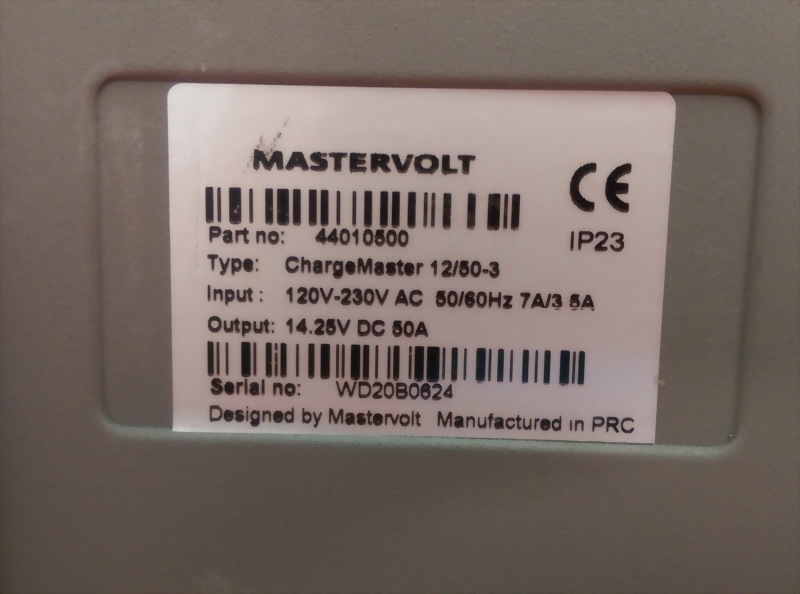 MASTERVOLT
CE
Part no: 44010500
IP23
Type: ChargeMaster 12/50-3
Input : 120V-230V AC 50/60Hz 7A/3 5A
Output: 14.25V DC 50A
Serial no: WD20B0624
Designed by Mastervolt Manufactured in PRC